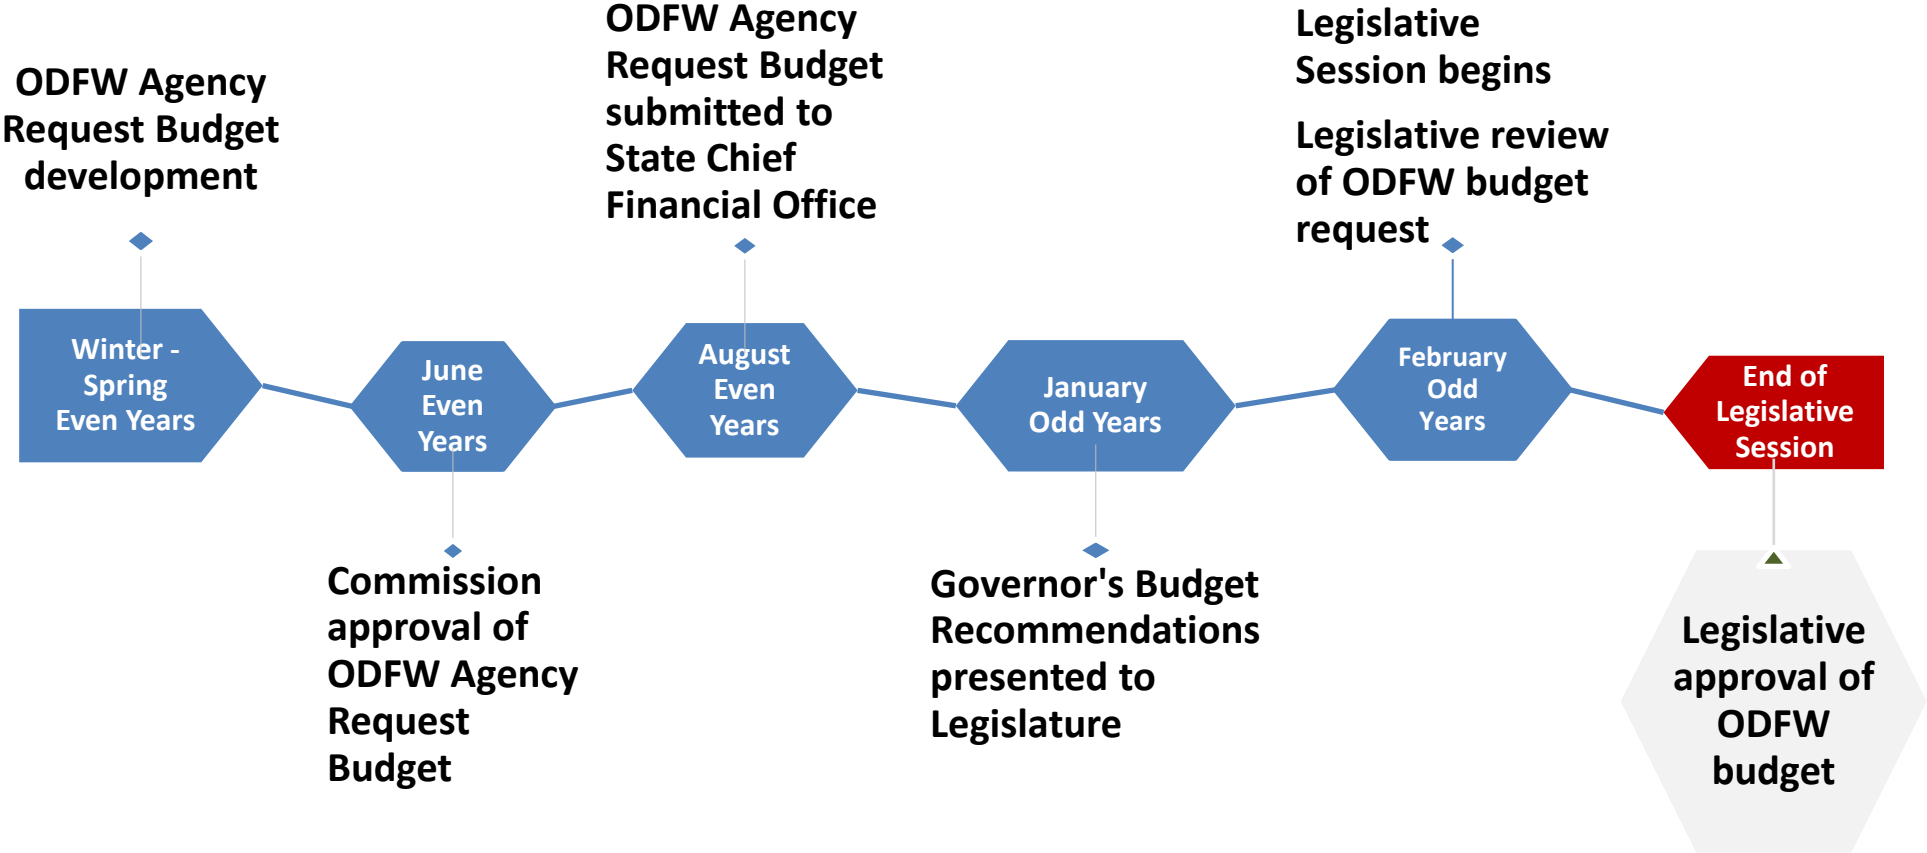 ODFW Agency
Request Budget
development
ODFW Agency
Request Budget
submitted to
State Chief
Financial Office
Legislative
Session begins
Legislative review
of ODFW budget
request
Winter -
Spring
Even Years
June
Even
Years
August
Even
Years
January
Odd Years
February
Odd
Years
End of
Legislative
Session
Commission
approval of
ODFW Agency
Request
Budget
Governor's Budget
Recommendations
presented to
Legislature
Legislative
approval of
ODFW
budget